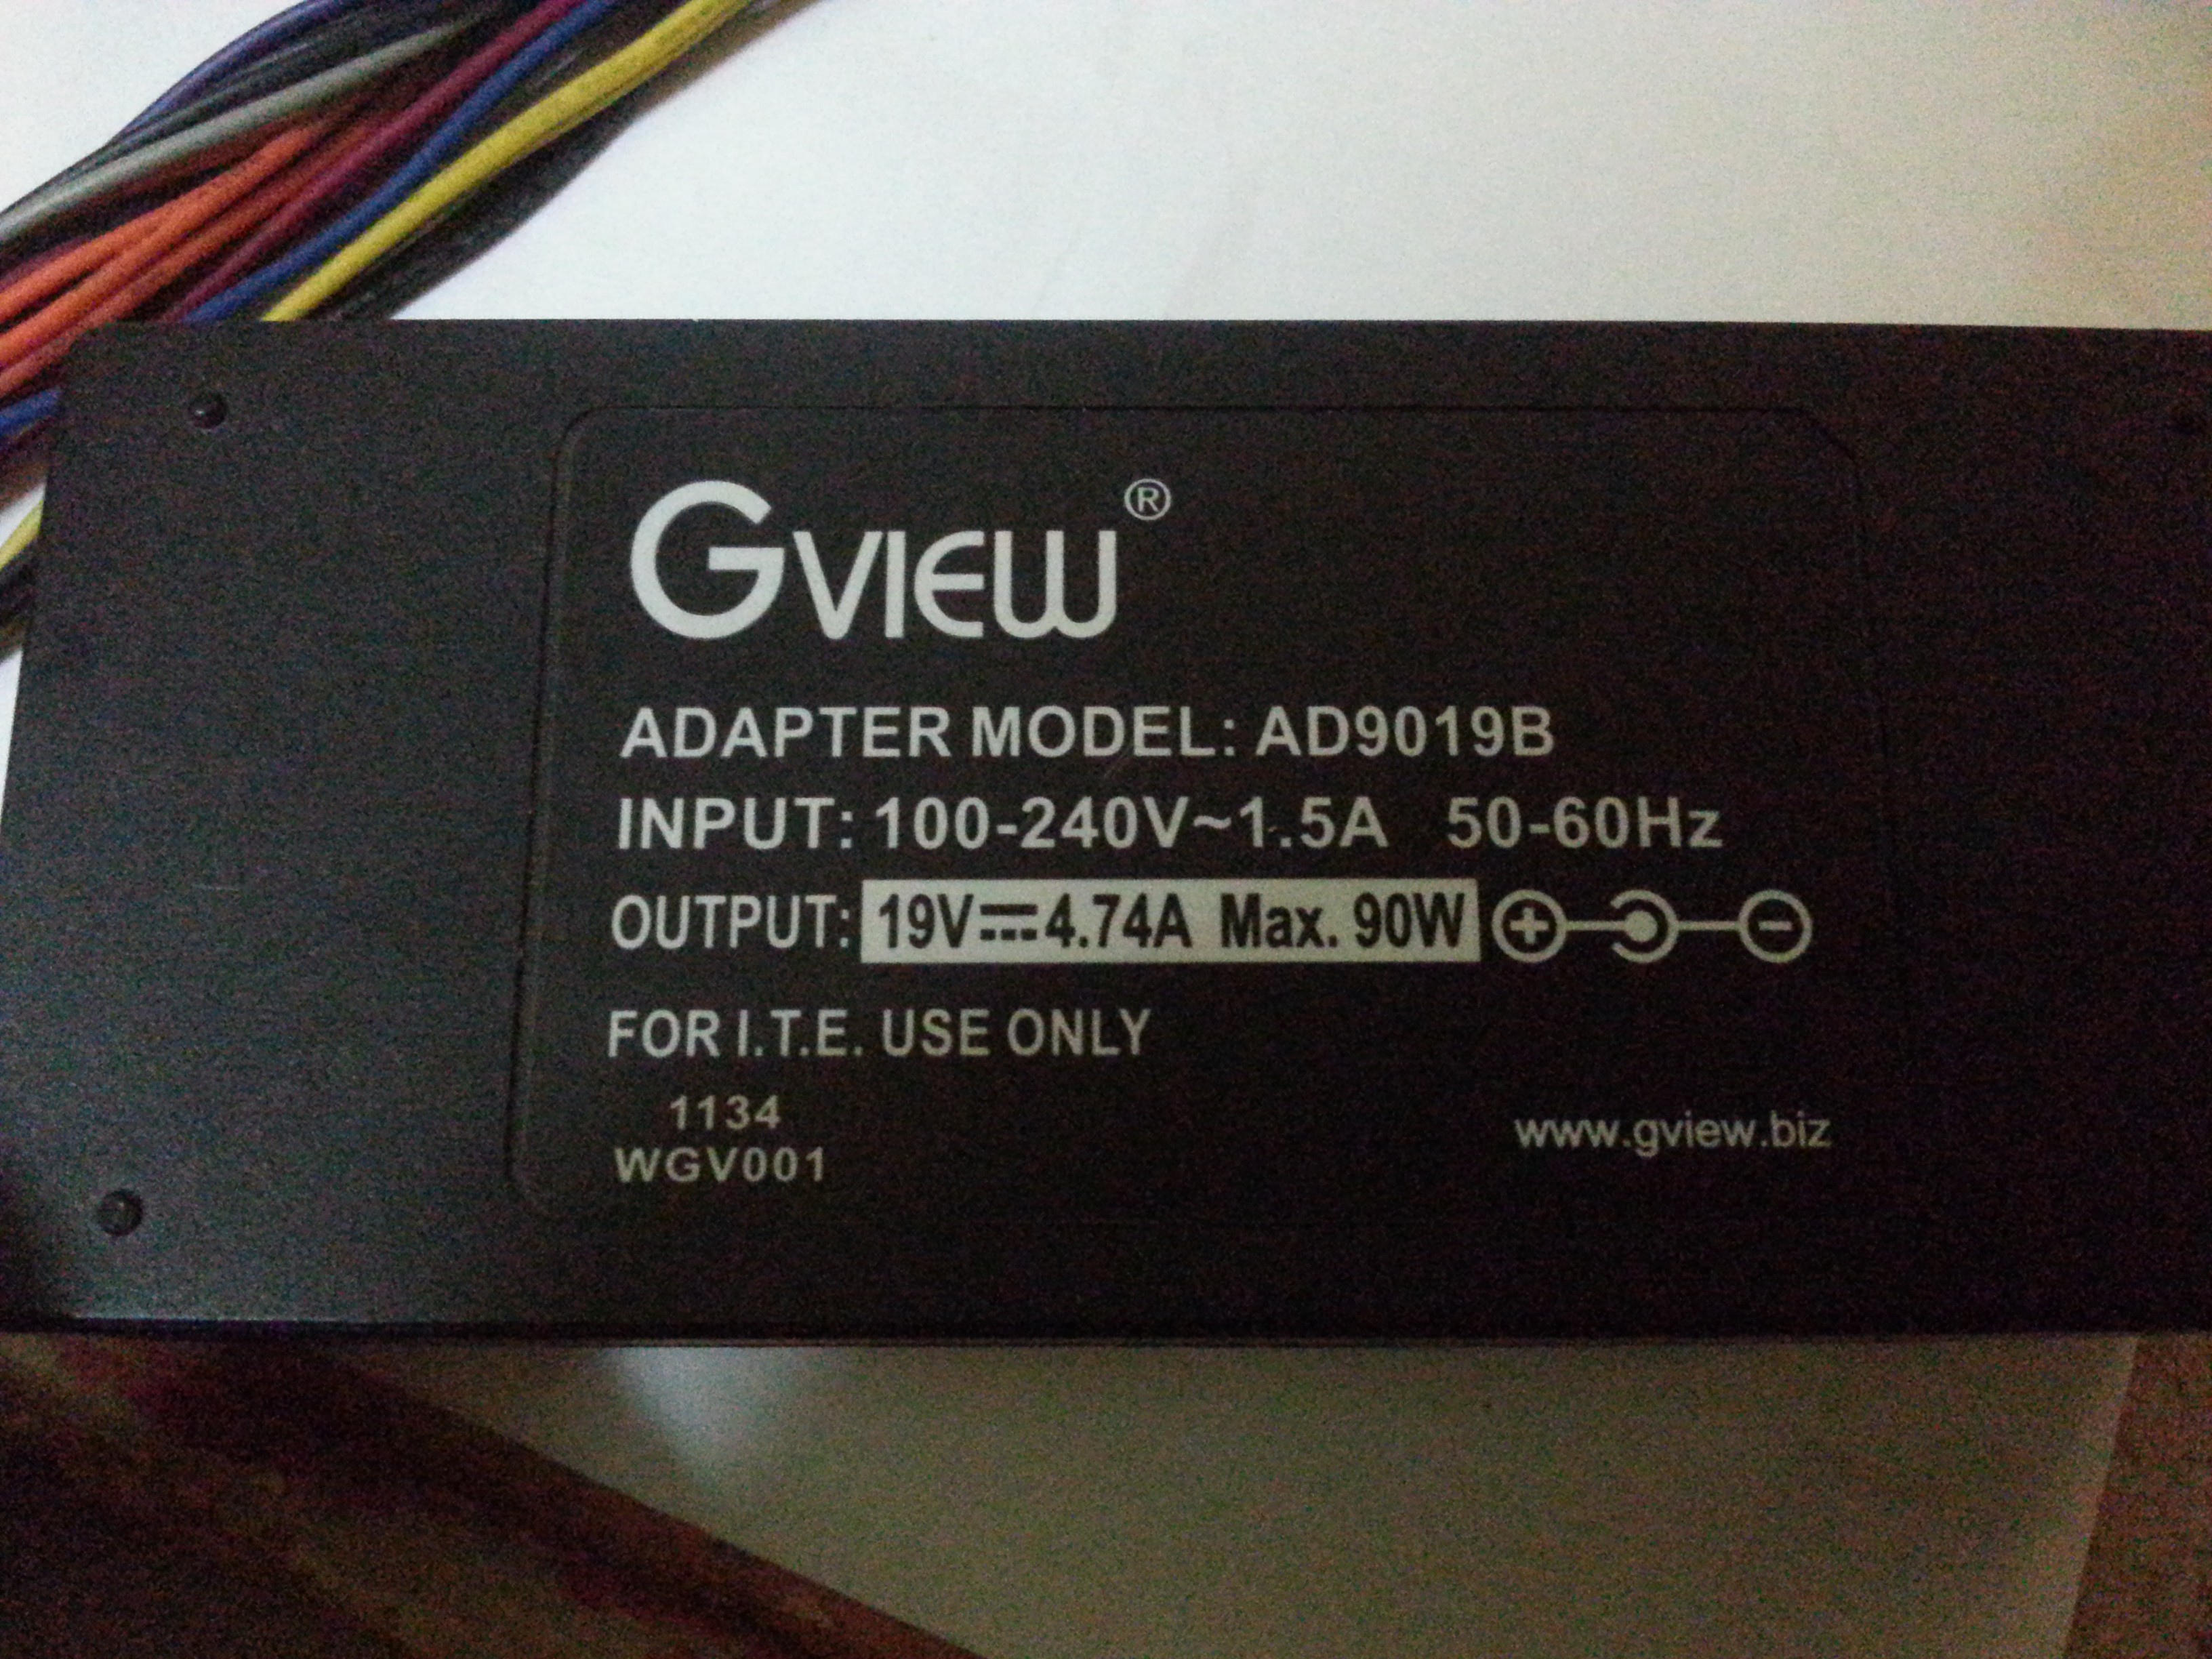 GVIEW®
ADAPTER MODEL: AD9019B
INPUT: 100-240V~1.5A 50-60Hz
OUTPUT: 19V⎓4.74A Max. 90W
FOR I.T.E. USE ONLY
1134
WGV001
www.gview.biz